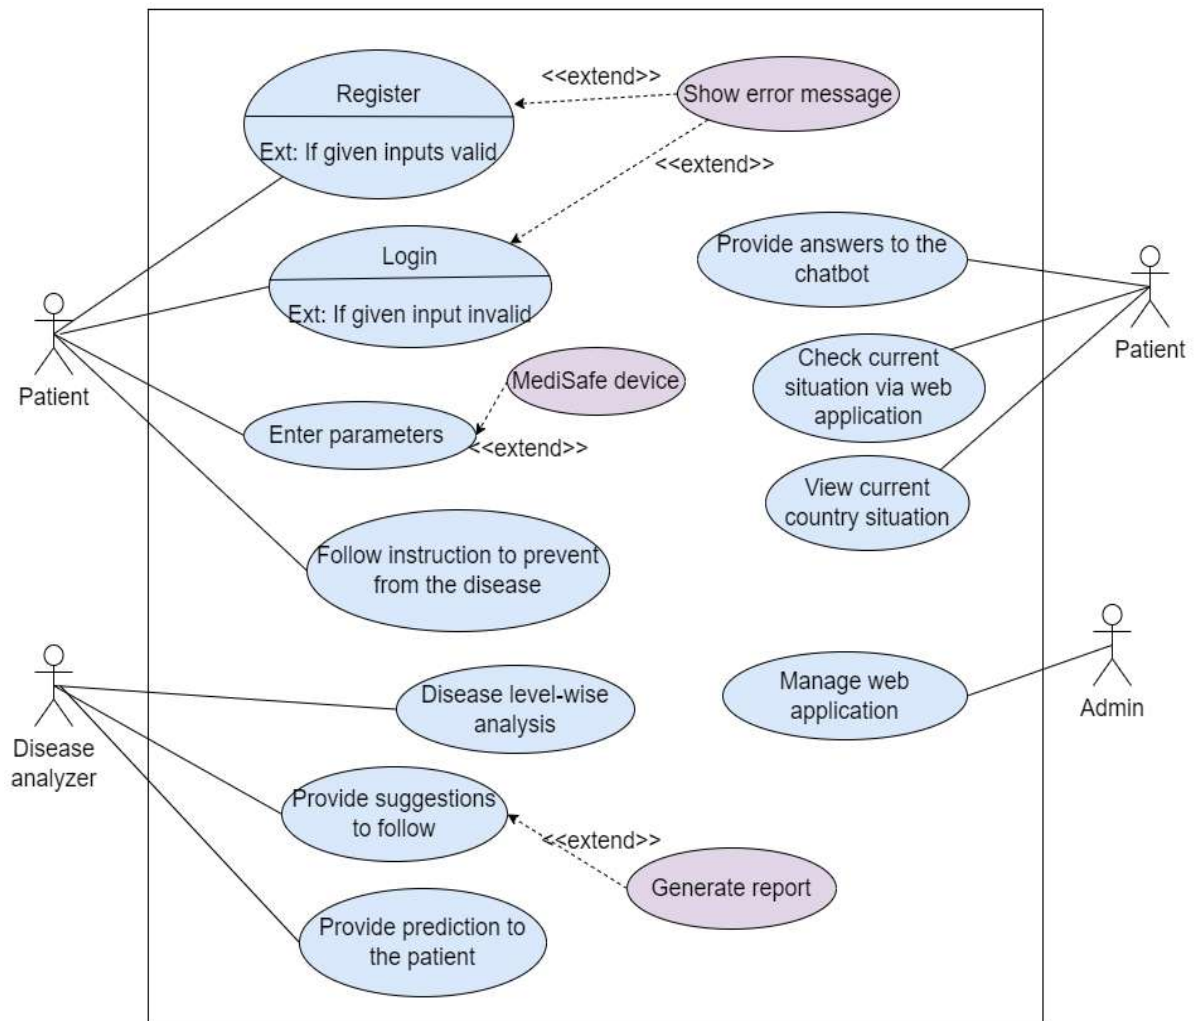 Register
<<extend>>
Show error message
Ext: If given inputs valid
<<extend>>
Login
Ext: If given input invalid
Provide answers to the
chatbot
Patient
Patient
Check current
situation via web
application
MediSafe device
Enter parameters
<<extend>>
View current
country situation
Follow instruction to prevent
from the disease
Disease level-wise
analysis
Manage web
application
Admin
Disease
analyzer
Provide suggestions
to follow
<<extend>>
Generate report
Provide prediction to
the patient